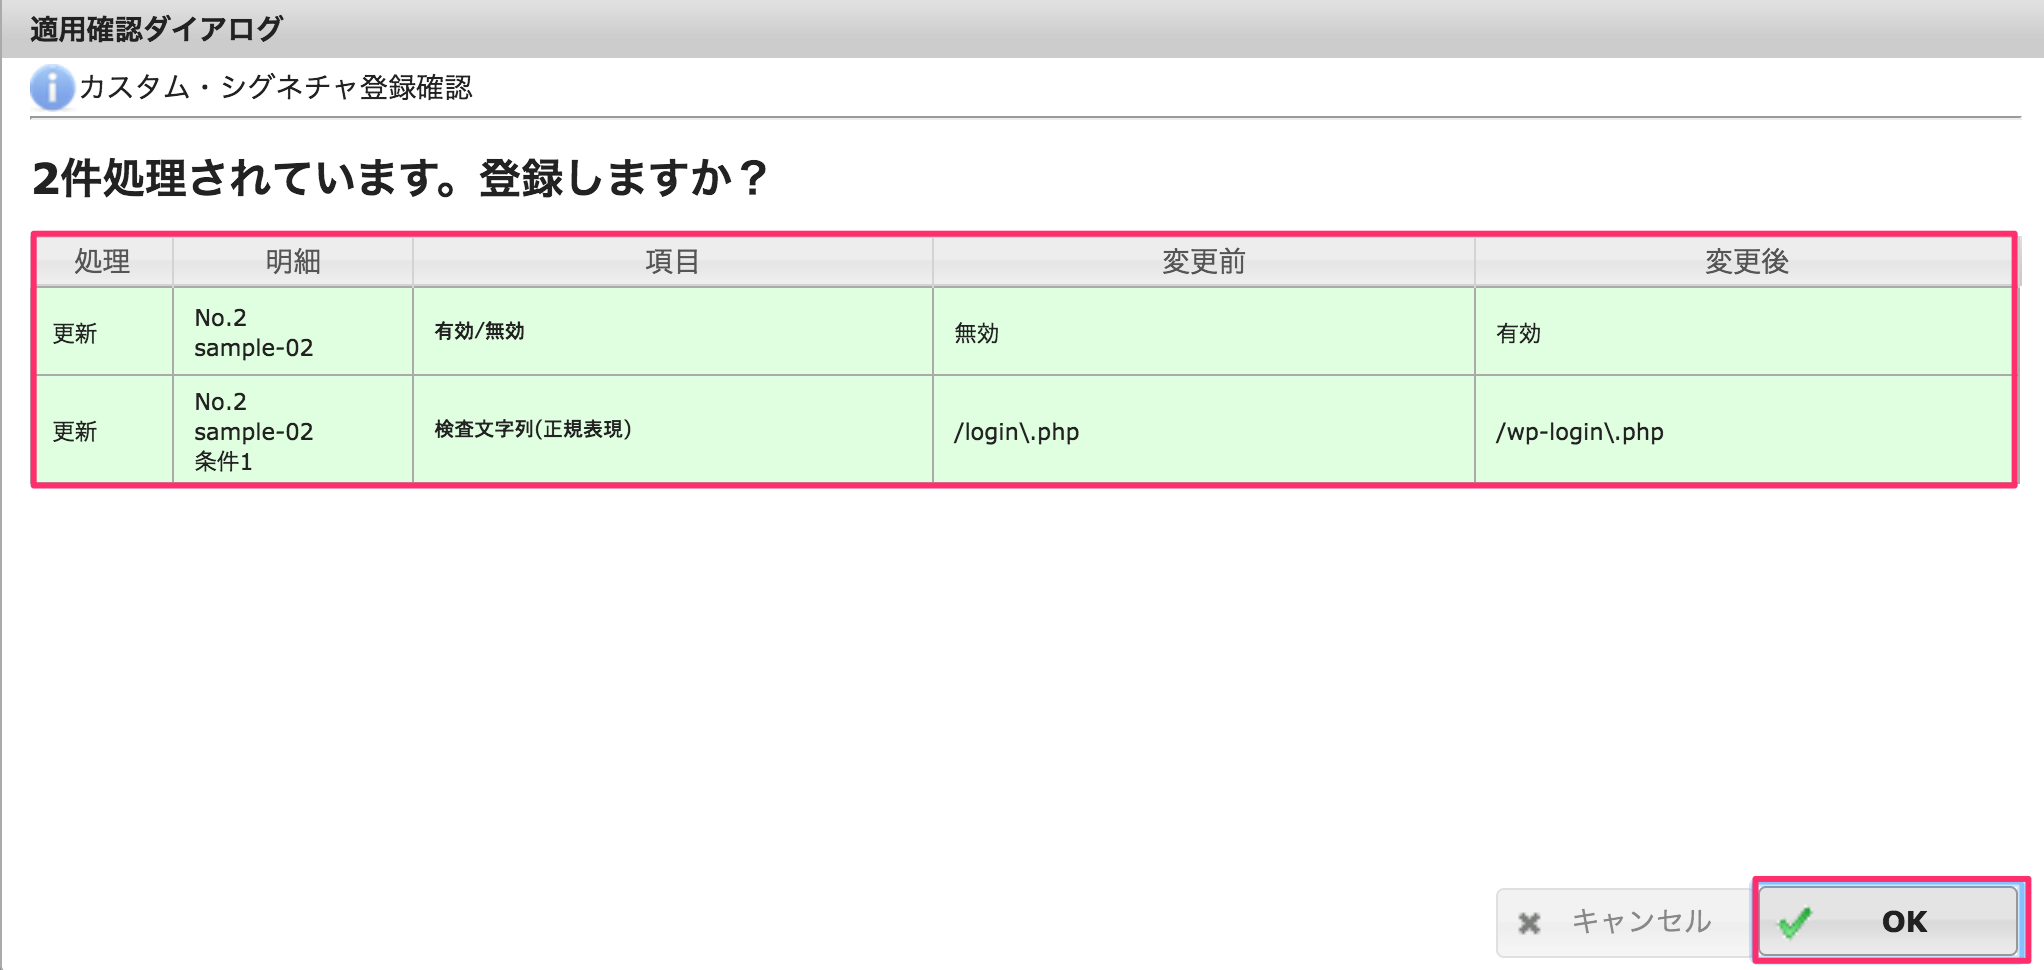 適用確認ダイアログ
カスタム・シグネチャ登録確認
2件処理されています。登録しますか？
処理 明細 項目 変更前 変更後
更新
No.2
sample-02
有効/無効
無効
有効
更新
No.2
sample-02
条件1
検査文字列(正規表現)
/login\.php
/wp-login\.php
キャンセル
OK